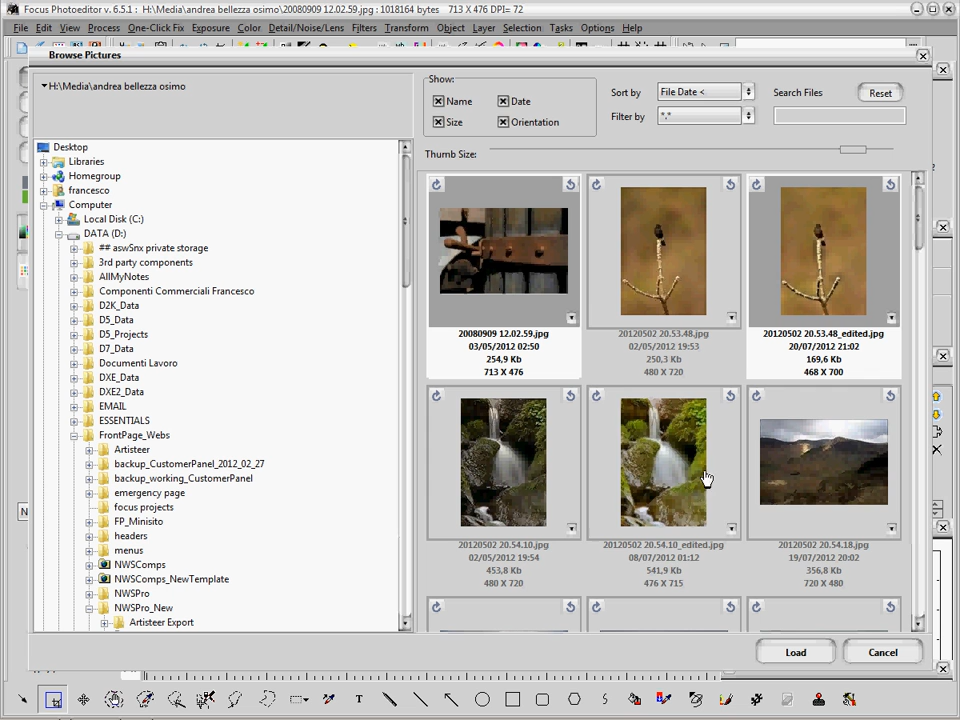 Focus Photoeditor v. 6.5.1 : H:\Media\andrea bellezza osimo\20080909 12.02.59.jpg : 1018164 bytes 713 X 476 DPI= 72
File Edit View Process One-Click Fix Exposure Color Detail/Noise/Lens Filters Transform Object Layer Selection Tasks Options Help
Browse Pictures
H:\Media\andrea bellezza osimo
Show:
Name Date
Size Orientation
Sort by File Date <
Filter by *.*
Search Files Reset
Thumb Size:
Desktop
Libraries
Homegroup
francesco
Computer
Local Disk (C:)
DATA (D:)
## aswSnx private storage
3rd party components
AllMyNotes
Componenti Commerciali Francesco
D2K_Data
D5_Data
D5_Projects
D7_Data
Documenti Lavoro
DXE_Data
DXE2_Data
EMAIL
ESSENTIALS
FrontPage_Webs
Artisteer
backup_CustomerPanel_2012_02_27
backup_working_CustomerPanel
emergency page
focus projects
FP_Minisito
headers
menus
NWSComps
NWSComps_NewTemplate
NWSPro
NWSPro_New
Artisteer Export
20080909 12.02.59.jpg
03/05/2012 02:50
254,9 Kb
713 X 476
20120502 20.53.48.jpg
02/05/2012 19:53
250,3 Kb
480 X 720
20120502 20.53.48_edited.jpg
20/07/2012 21:02
169,6 Kb
468 X 700
20120502 20.54.10.jpg
02/05/2012 19:54
453,8 Kb
480 X 720
20120502 20.54.10_edited.jpg
08/07/2012 01:12
541,9 Kb
476 X 715
20120502 20.54.18.jpg
19/07/2012 20:02
356,8 Kb
720 X 480
Load Cancel